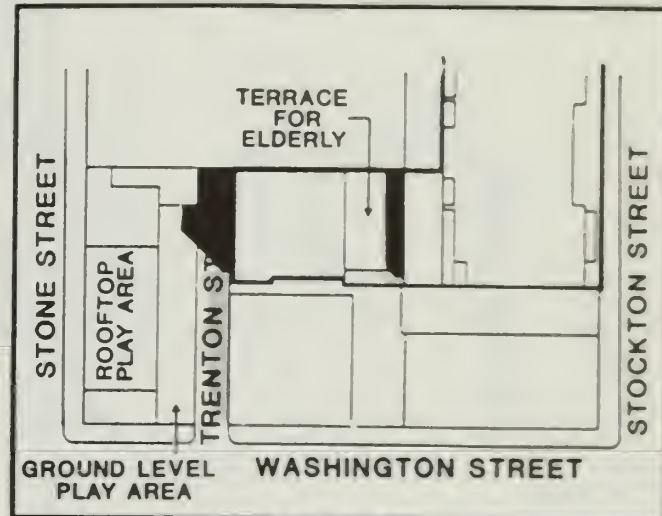 TERRACE
FOR
ELDERLY
STONE STREET
ROOFTOP
PLAY AREA
TRENTON ST
STOCKTON STREET
GROUND LEVEL
PLAY AREA
WASHINGTON STREET